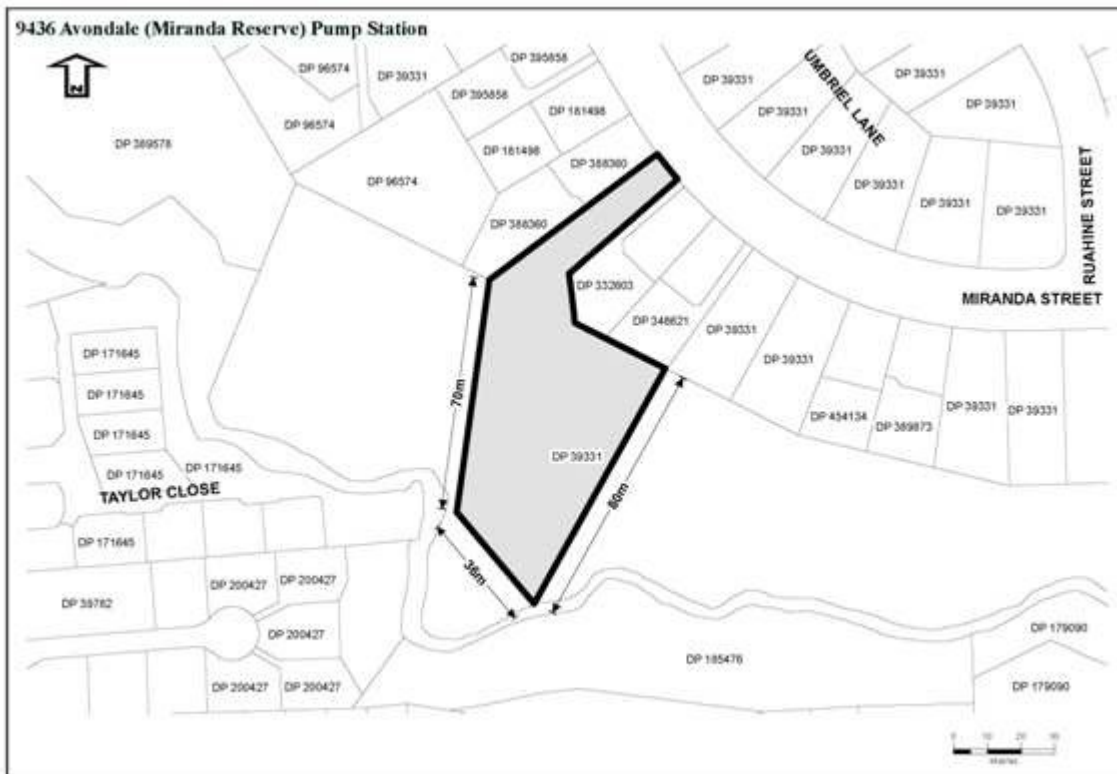 9436 Avondale (Miranda Reserve) Pump Station
N
DP 96574
DP 39331
DP 395858
DP 395858
DP 39331
UMBRIEL LANE
DP 39331
DP 39331
DP 389578
DP 96574
DP 181498
DP 181498
DP 39331
DP 39331
DP 96574
DP 388360
DP 39331
DP 39331
DP 39331
RUAHINE STREET
DP 388360
DP 332603
MIRANDA STREET
DP 348621
DP 39331
DP 171645
DP 39331
DP 171645
70m
DP 454134
DP 389873
DP 39331
DP 39331
DP 171645
DP 171645
DP 171645
DP 39331
80m
TAYLOR CLOSE
DP 171645
36m
DP 39782
DP 200427
DP 200427
DP 200427
DP 200427
DP 200427
DP 185476
DP 179090
DP 179090
0 10 20